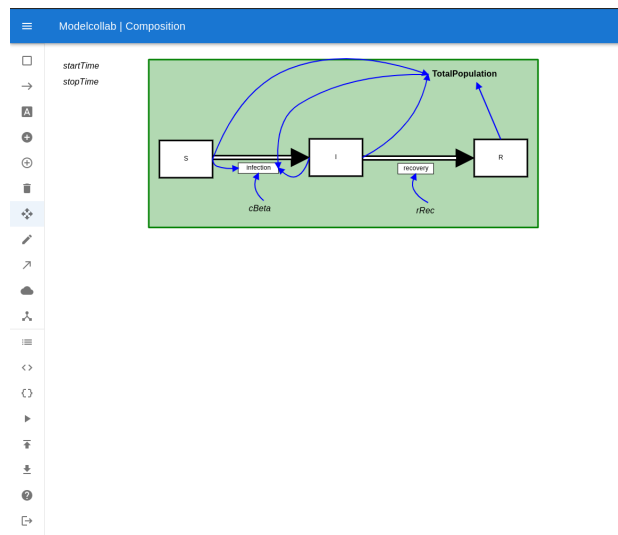 Modelcollab | Composition
startTime
stopTime
TotalPopulation
S
I
R
infection
recovery
cBeta
rRec
A